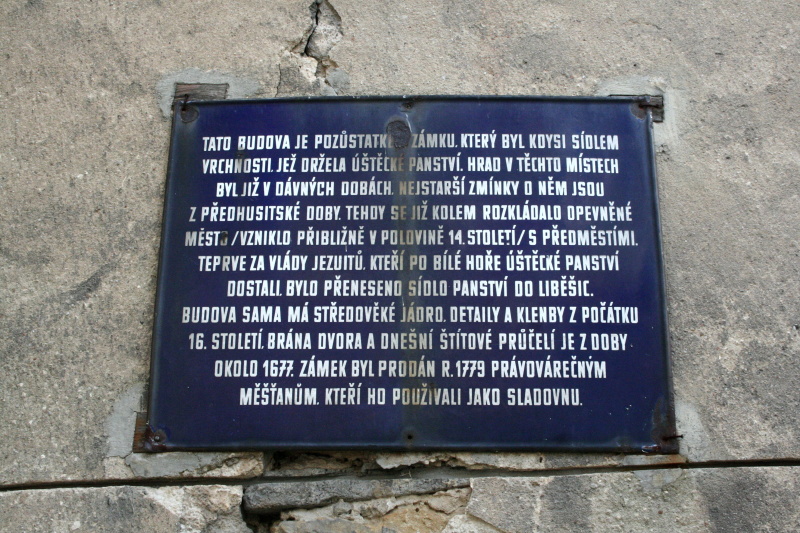 TATO BUDOVA JE POZŮSTATKEM ZÁMKU, KTERÝ BYL KDYSI SÍDLEM
VRCHNOSTI, JEŽ DRŽELA ÚŠTĚCKÉ PANSTVÍ. HRAD V TĚCHTO MÍSTECH
BYL JIŽ V DÁVNÝCH DOBÁCH. NEJSTARŠÍ ZMÍNKY O NĚM JSOU
Z PŘEDHUSITSKÉ DOBY. TEHDY SE JIŽ KOLEM ROZKLÁDALO OPEVNĚNÉ
MĚSTO /VZNIKLO PŘIBLIŽNĚ V POLOVINĚ 14. STOLETÍ/ S PŘEDMĚSTÍMI.
TEPRVE ZA VLÁDY JEZUITŮ, KTEŘÍ PO BÍLÉ HOŘE ÚŠTĚCKÉ PANSTVÍ
DOSTALI, BYLO PŘENESENO SÍDLO PANSTVÍ DO LIBĚŠIC.
BUDOVA SAMA MÁ STŘEDOVĚKÉ JÁDRO, DETAILY A KLENBY Z POČÁTKU
16. STOLETÍ, BRÁNA DVORA A DNEŠNÍ ŠTÍTOVÉ PRŮČELÍ JE Z DOBY
OKOLO 1677. ZÁMEK BYL PRODÁN R. 1779 PRÁVOVÁREČNÝM
MĚŠŤANŮM, KTEŘÍ HO POUŽÍVALI JAKO SLADOVNU.